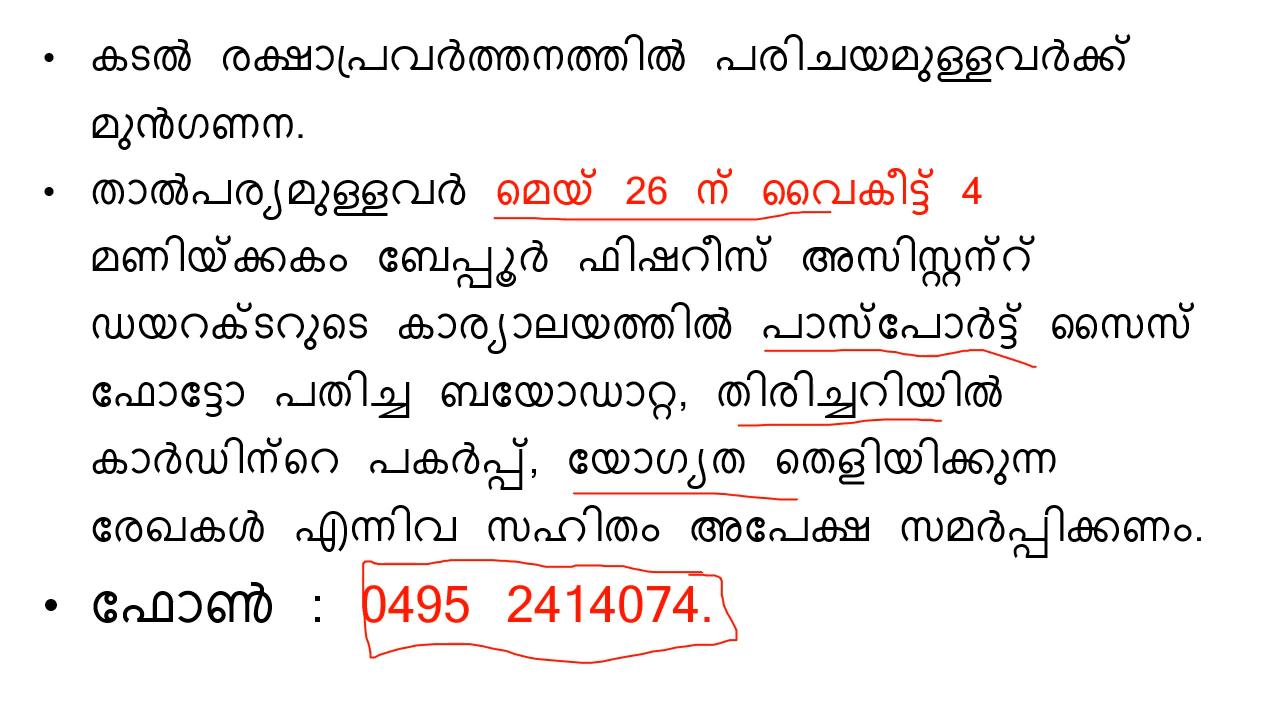 • കടൽ രക്ഷാപ്രവർത്തനത്തിൽ പരിചയമുള്ളവർക്ക്
മുൻഗണന.
• താൽപര്യമുള്ളവർ മെയ് 26 ന് വൈകീട്ട് 4
മണിയ്ക്കകം ബേപ്പൂർ ഫിഷറീസ് അസിസ്റ്റന്റ്
ഡയറക്ടറുടെ കാര്യാലയത്തിൽ പാസ്പോർട്ട് സൈസ്
ഫോട്ടോ പതിച്ച ബയോഡാറ്റ, തിരിച്ചറിയിൽ
കാർഡിന്റെ പകർപ്പ്, യോഗ്യത തെളിയിക്കുന്ന
രേഖകൾ എന്നിവ സഹിതം അപേക്ഷ സമർപ്പിക്കണം.
• ഫോൺ : 0495 2414074.